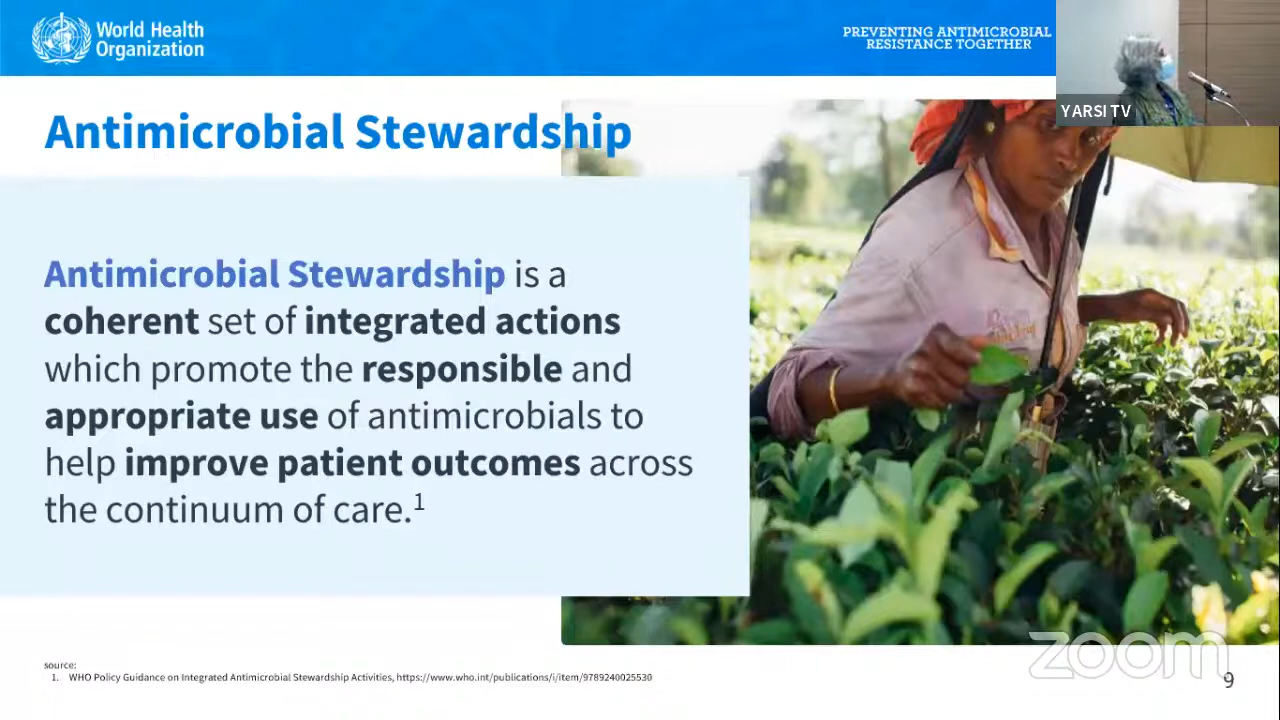 World Health
Organization
PREVENTING ANTIMICROBIAL
RESISTANCE TOGETHER
YARSI TV
Antimicrobial Stewardship
Antimicrobial Stewardship is a
coherent set of integrated actions
which promote the responsible and
appropriate use of antimicrobials to
help improve patient outcomes across
the continuum of care.1
source:
1. WHO Policy Guidance on Integrated Antimicrobial Stewardship Activities, https://www.who.int/publications/i/item/9789240025530
zoom
9